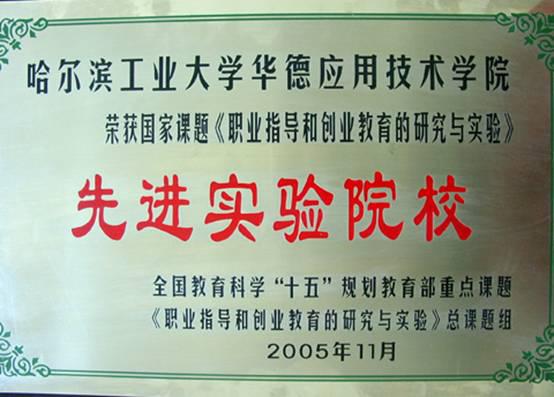 哈尔滨工业大学华德应用技术学院
荣获国家课题《职业指导和创业教育的研究与实验》
先进实验院校
全国教育科学“十五”规划教育部重点课题
《职业指导和创业教育的研究与实验》总课题组
2005年11月